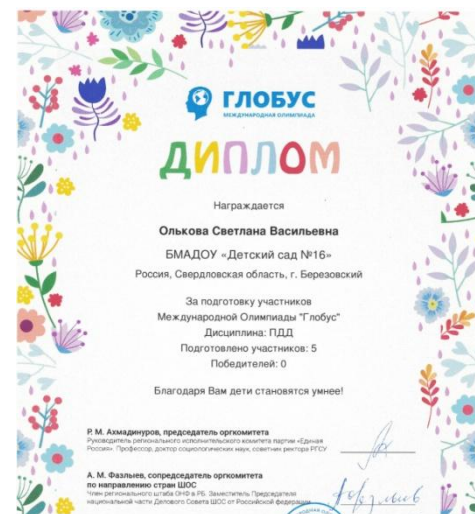 ГЛОБУС
МЕЖДУНАРОДНАЯ ОЛИМПИАДА
ДИПЛОМ
Награждается
Олькова Светлана Васильевна
БМАДОУ «Детский сад №16»
Россия, Свердловская область, г. Березовский
За подготовку участников
Международной Олимпиады "Глобус"
Дисциплина: ПДД
Подготовлено участников: 5
Победителей: 0
Благодаря Вам дети становятся умнее!
Р. М. Ахмадинуров, председатель оргкомитета
Руководитель регионального исполнительского комитета партии «Единая
Россия». Профессор, доктор социологических наук, советник ректора РГСУ
А. М. Фазлыев, сопредседатель оргкомитета
по направлению стран ШОС
Член регионального штаба ОНФ в РБ. Заместитель Председателя
национальной части Делового Совета ШОС от Российской Федерации